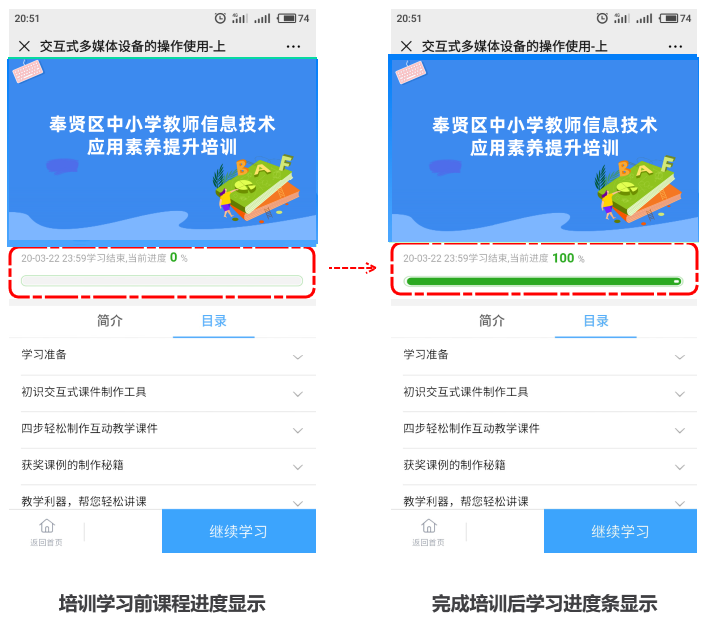 20:51
74
交互式多媒体设备的操作使用-上
奉贤区中小学教师信息技术
应用素养提升培训
B A F
20-03-22 23:59学习结束,当前进度 0 %
简介 目录
学习准备
初识交互式课件制作工具
四步轻松制作互动教学课件
获奖课例的制作秘籍
教学利器，帮您轻松讲课
返回首页
继续学习
培训学习前课程进度显示
20:51
74
交互式多媒体设备的操作使用-上
奉贤区中小学教师信息技术
应用素养提升培训
B A F
20-03-22 23:59学习结束,当前进度 100 %
简介 目录
学习准备
初识交互式课件制作工具
四步轻松制作互动教学课件
获奖课例的制作秘籍
教学利器，帮您轻松讲课
返回首页
继续学习
完成培训后学习进度条显示